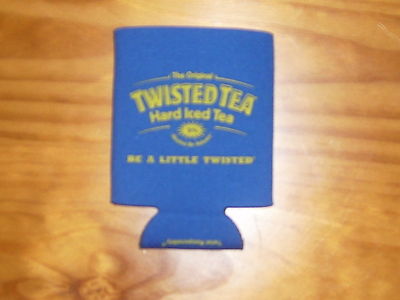 The Original
TWISTED TEA
Hard Iced Tea
BE A LITTLE TWISTED